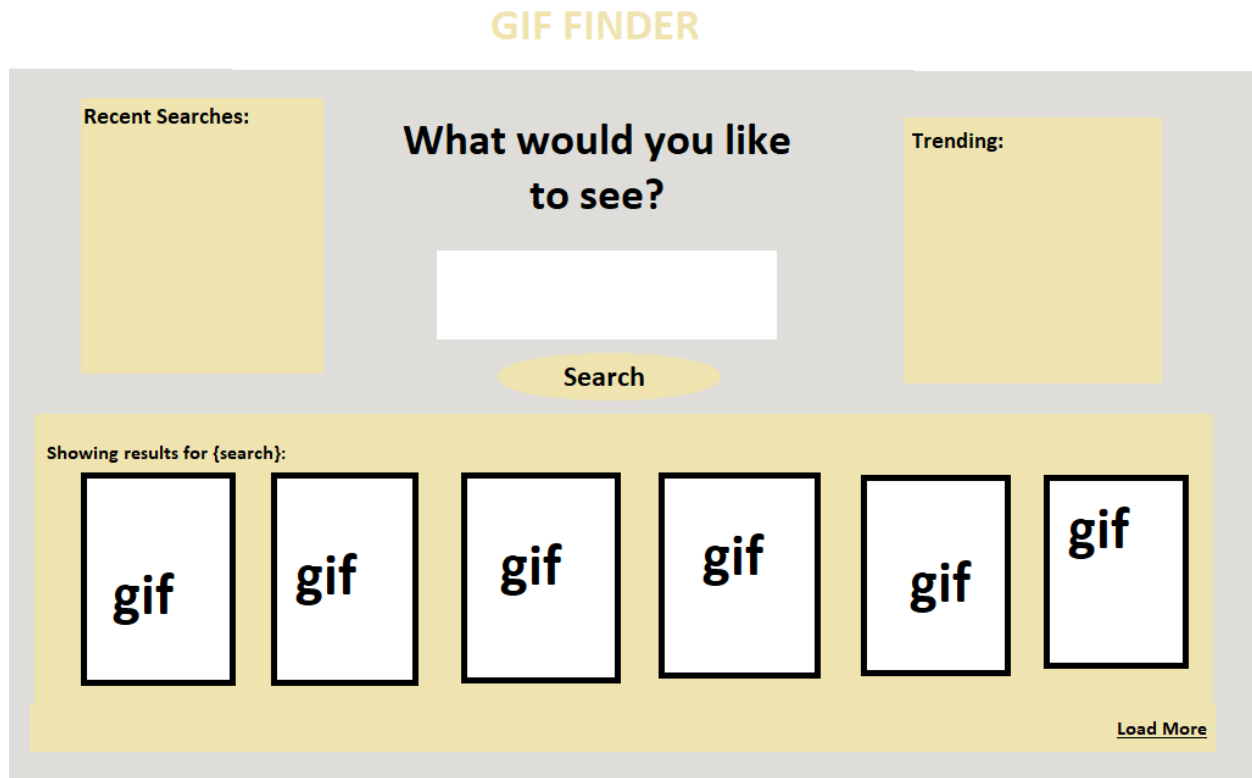 GIF FINDER
Recent Searches:
What would you like
to see?
Trending:
Search
Showing results for {search}:
gif
gif
gif
gif
gif
gif
Load More